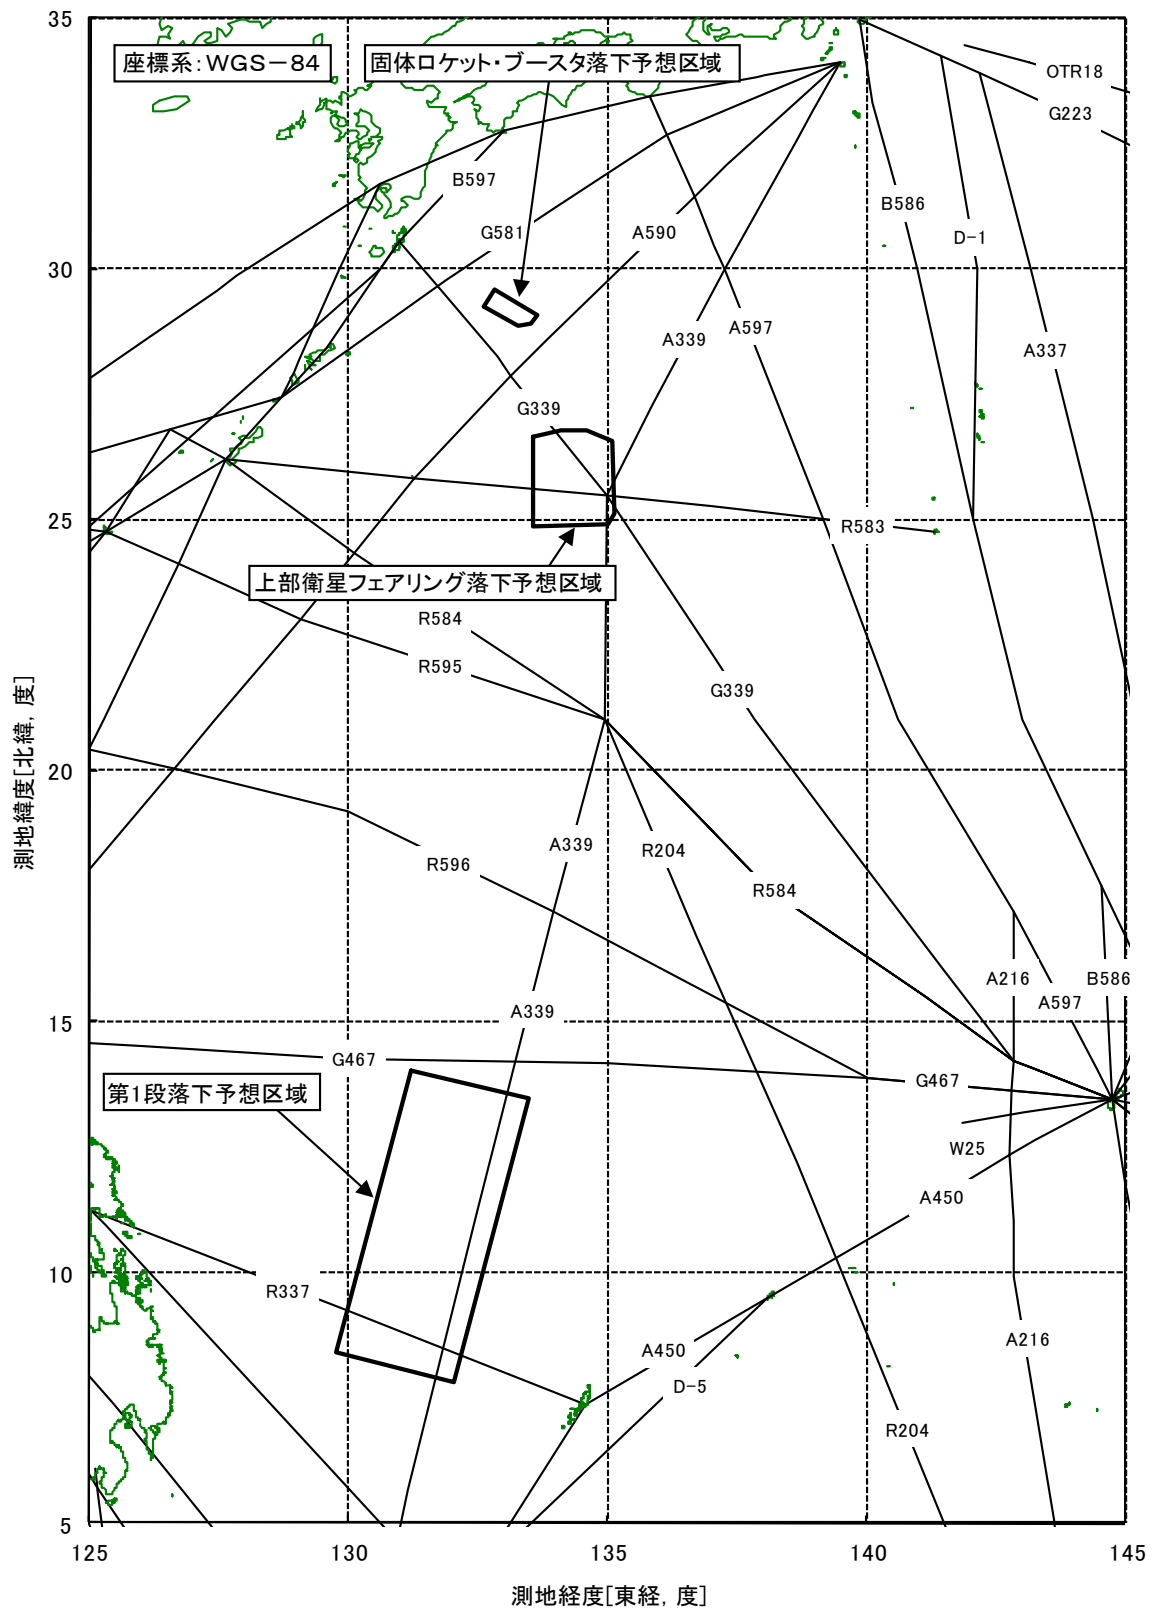 35
座標系:WGS-84
固体ロケット・ブースタ落下予想区域
OTR18
G223
B597
B586
G581
A590
D-1
30
A597
A339
A337
G339
25
R583
上部衛星フェアリング落下予想区域
R584
R595
G339
測地緯度[北緯, 度]
20
A339
R204
R596
R584
A216
B586
A597
A339
15
G467
G467
第1段落下予想区域
W25
A450
10
R337
A216
A450
D-5
R204
5
125
130
135
140
145
測地経度[東経, 度]